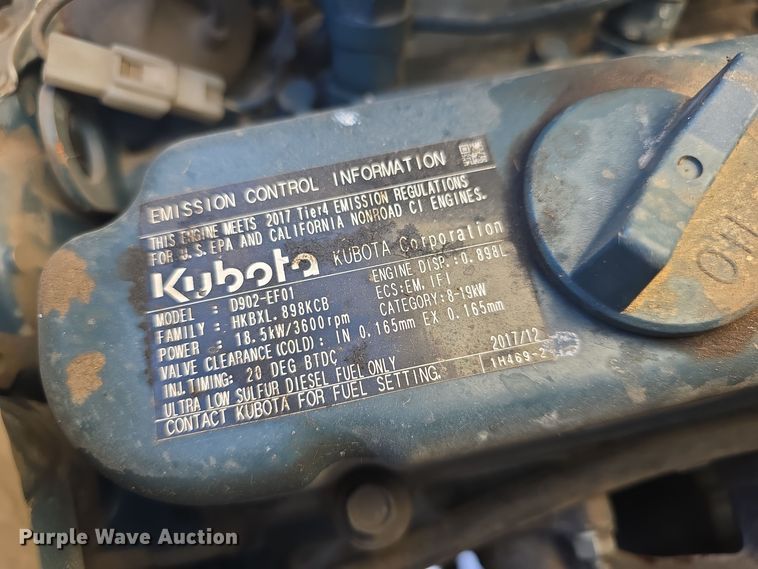 EMISSION CONTROL INFORMATION
THIS ENGINE MEETS 2017 Tier4 EMISSION REGULATIONS
FOR U.S. EPA AND CALIFORNIA NONROAD CI ENGINES.
Kubota KUBOTA Corporation
MODEL : D902-EF01 ENGINE DISP.:0.898L
FAMILY : HKBXL.898KCB ECS:EM, IFI
POWER : 18.5kW/3600rpm CATEGORY:8-19kW
VALVE CLEARANCE(COLD): IN 0.165mm EX 0.165mm
INJ.TIMING: 20 DEG BTDC 2017/12
ULTRA LOW SULFUR DIESEL FUEL ONLY 1H469-2
CONTACT KUBOTA FOR FUEL SETTING.
OIL
Purple Wave Auction